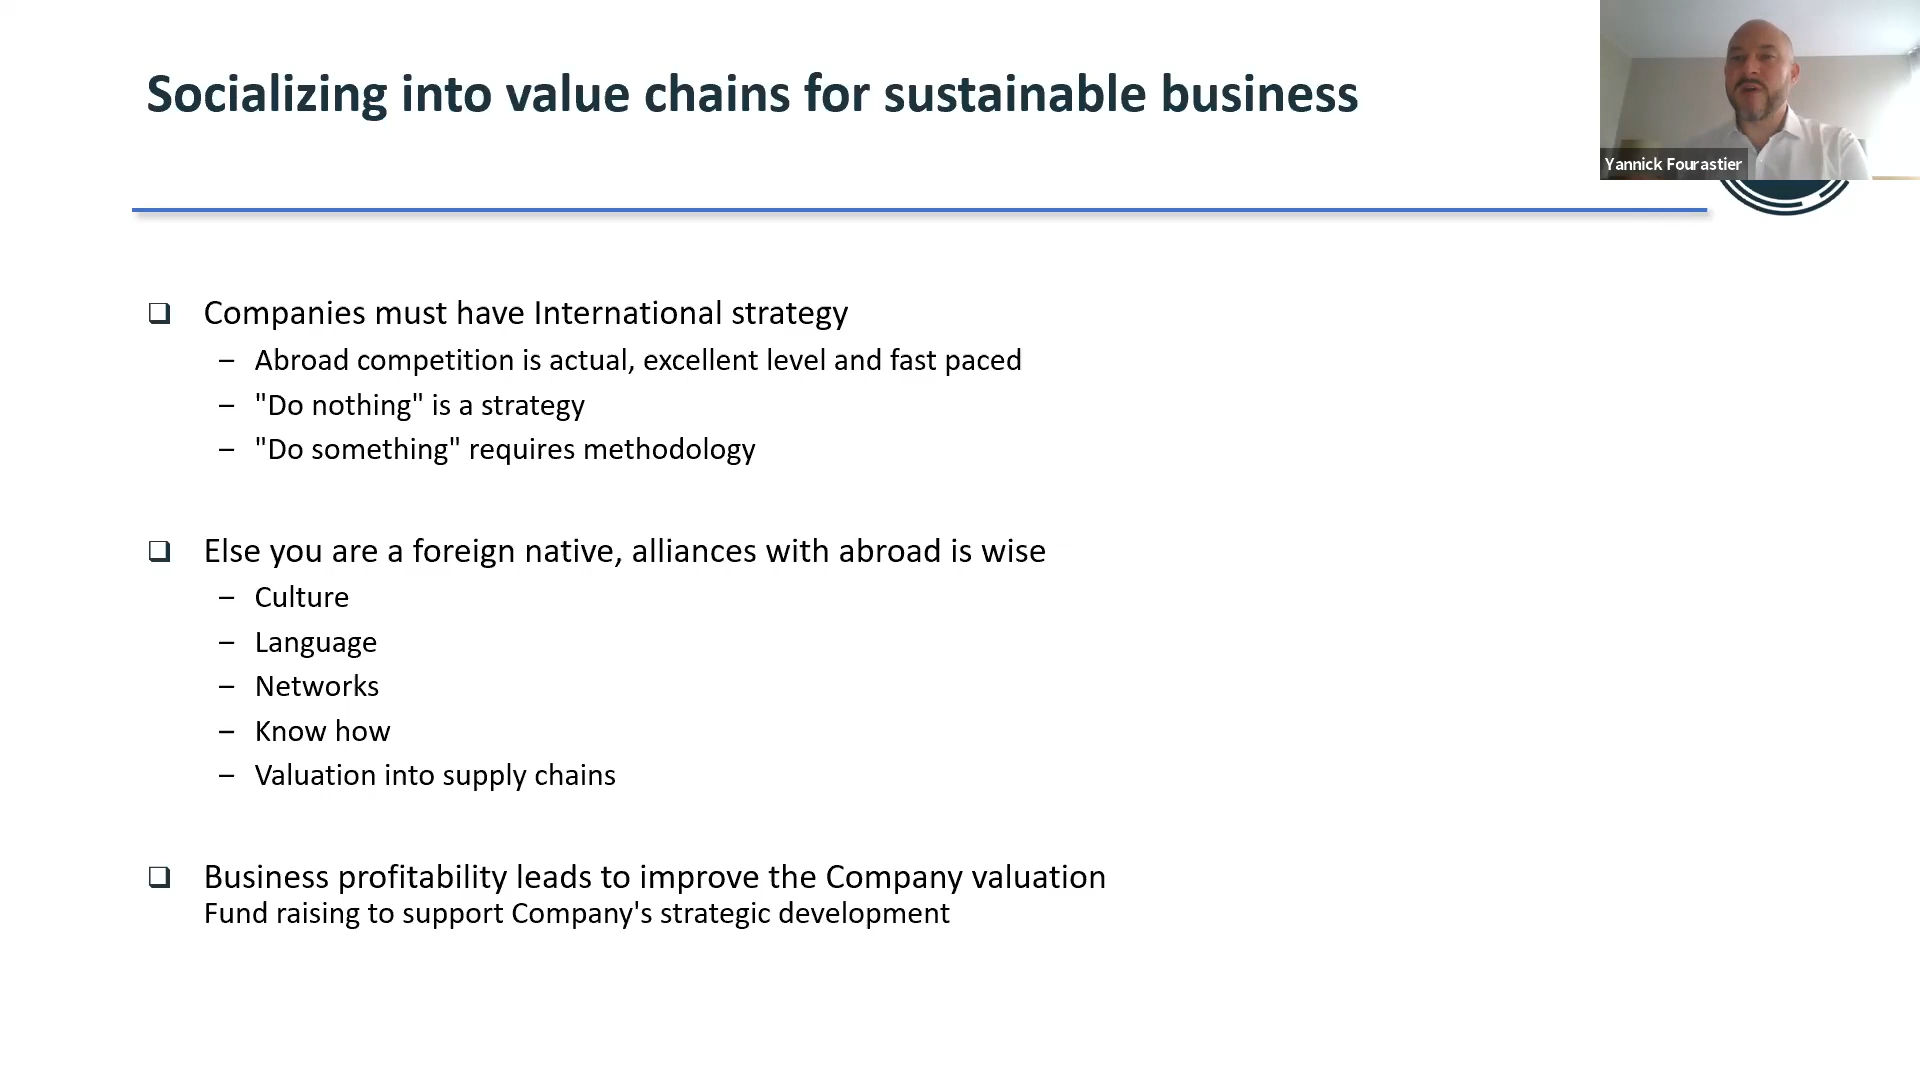 Socializing into value chains for sustainable business
Yannick Fourastier
❑ Companies must have International strategy
– Abroad competition is actual, excellent level and fast paced
– "Do nothing" is a strategy
– "Do something" requires methodology
❑ Else you are a foreign native, alliances with abroad is wise
– Culture
– Language
– Networks
– Know how
– Valuation into supply chains
❑ Business profitability leads to improve the Company valuation
Fund raising to support Company's strategic development